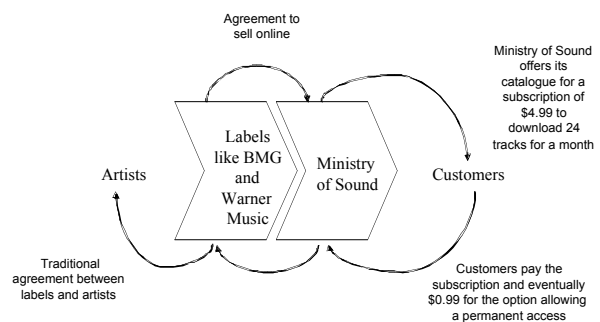 Agreement to
sell online
Ministry of Sound
offers its
catalogue for a
subscription of
$4.99 to
download 24
tracks for a month
Artists
Labels
like BMG
and
Warner
Music
Ministry
of Sound
Customers
Traditional
agreement between
labels and artists
Customers pay the
subscription and eventually
$0.99 for the option allowing
a permanent access